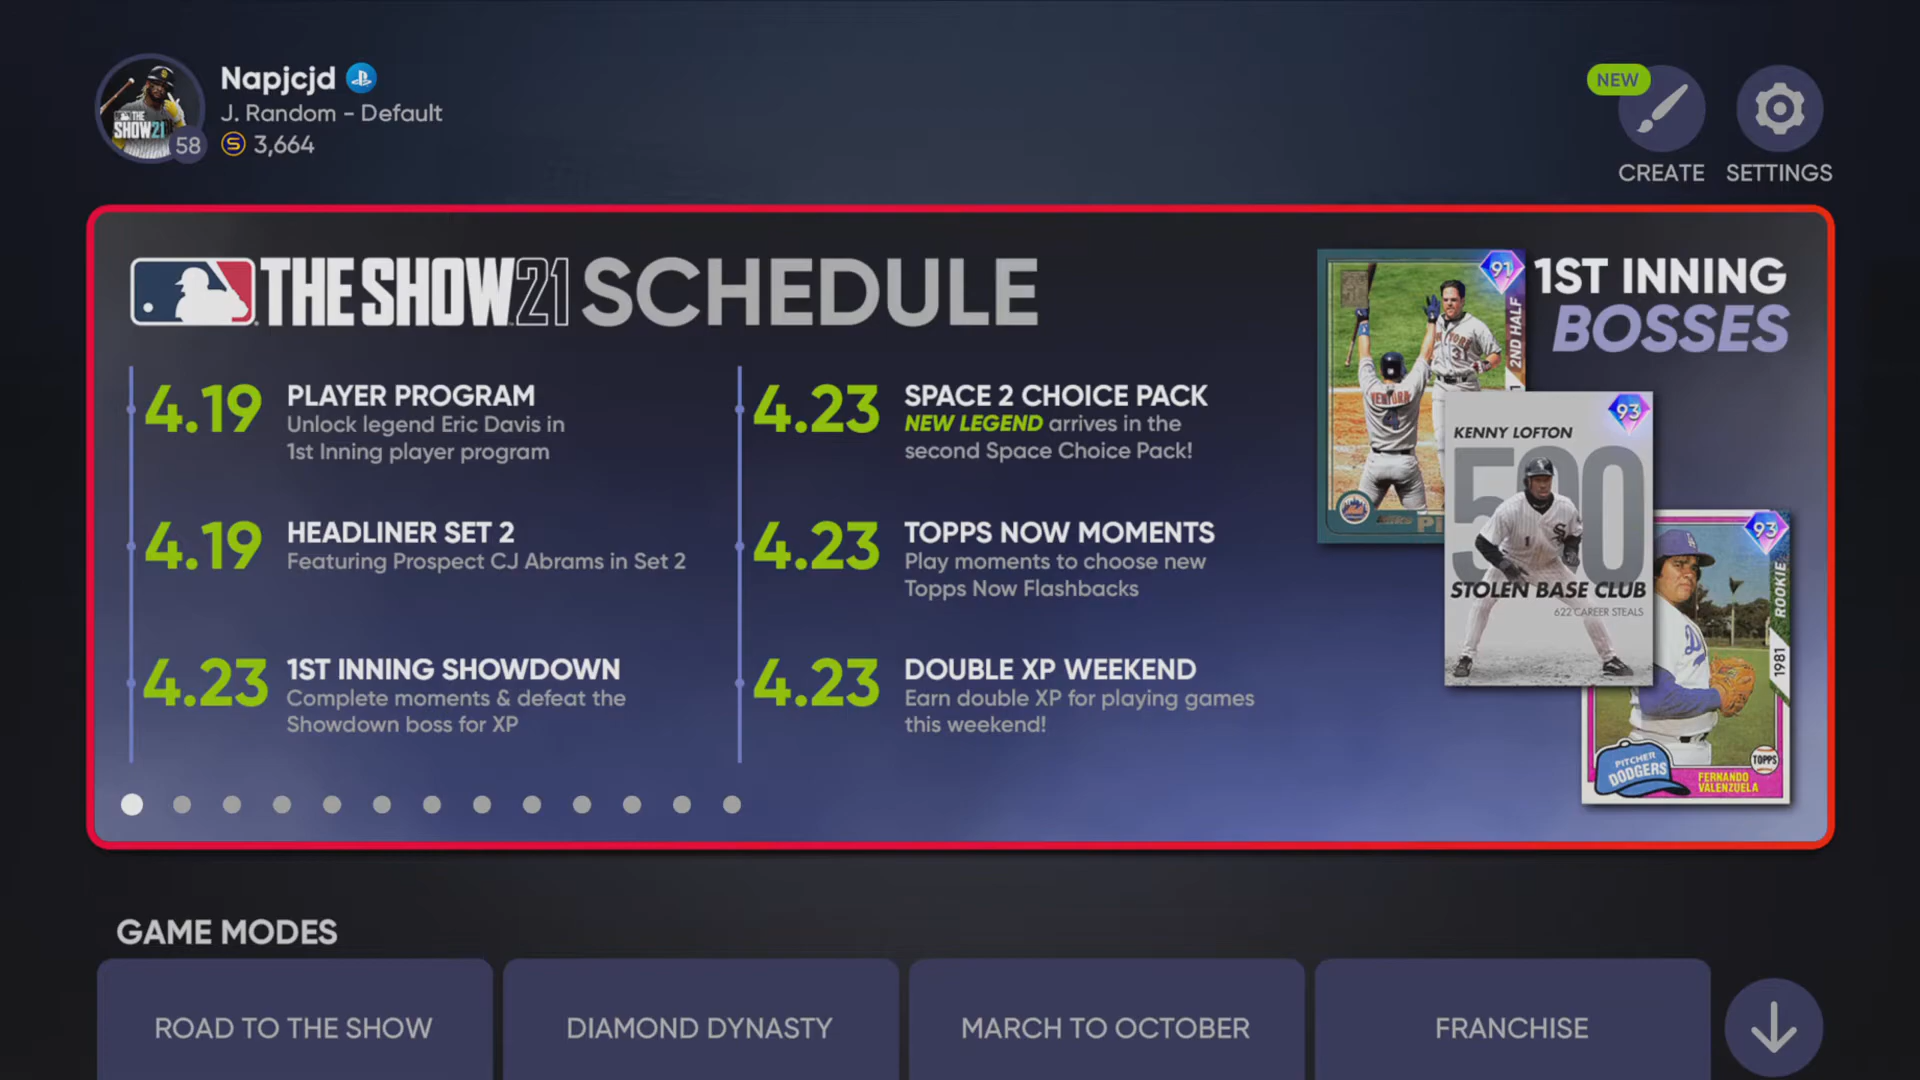 Napjcjd
J. Random - Default
58
3,664
THE
SHOW21
NEW
CREATE
SETTINGS
THE SHOW21 SCHEDULE
4.19
PLAYER PROGRAM
Unlock legend Eric Davis in
1st Inning player program
4.19
HEADLINER SET 2
Featuring Prospect CJ Abrams in Set 2
4.23
1ST INNING SHOWDOWN
Complete moments & defeat the
Showdown boss for XP
4.23
SPACE 2 CHOICE PACK
NEW LEGEND arrives in the
second Space Choice Pack!
4.23
TOPPS NOW MOMENTS
Play moments to choose new
Topps Now Flashbacks
4.23
DOUBLE XP WEEKEND
Earn double XP for playing games
this weekend!
1ST INNING
BOSSES
91
2ND HALF
VENTURA
4
31
93
KENNY LOFTON
500
STOLEN BASE CLUB
622 CAREER STEALS
93
ROOKIE
1981
PITCHER
DODGERS
TOPPS
FERNANDO
VALENZUELA
GAME MODES
ROAD TO THE SHOW
DIAMOND DYNASTY
MARCH TO OCTOBER
FRANCHISE